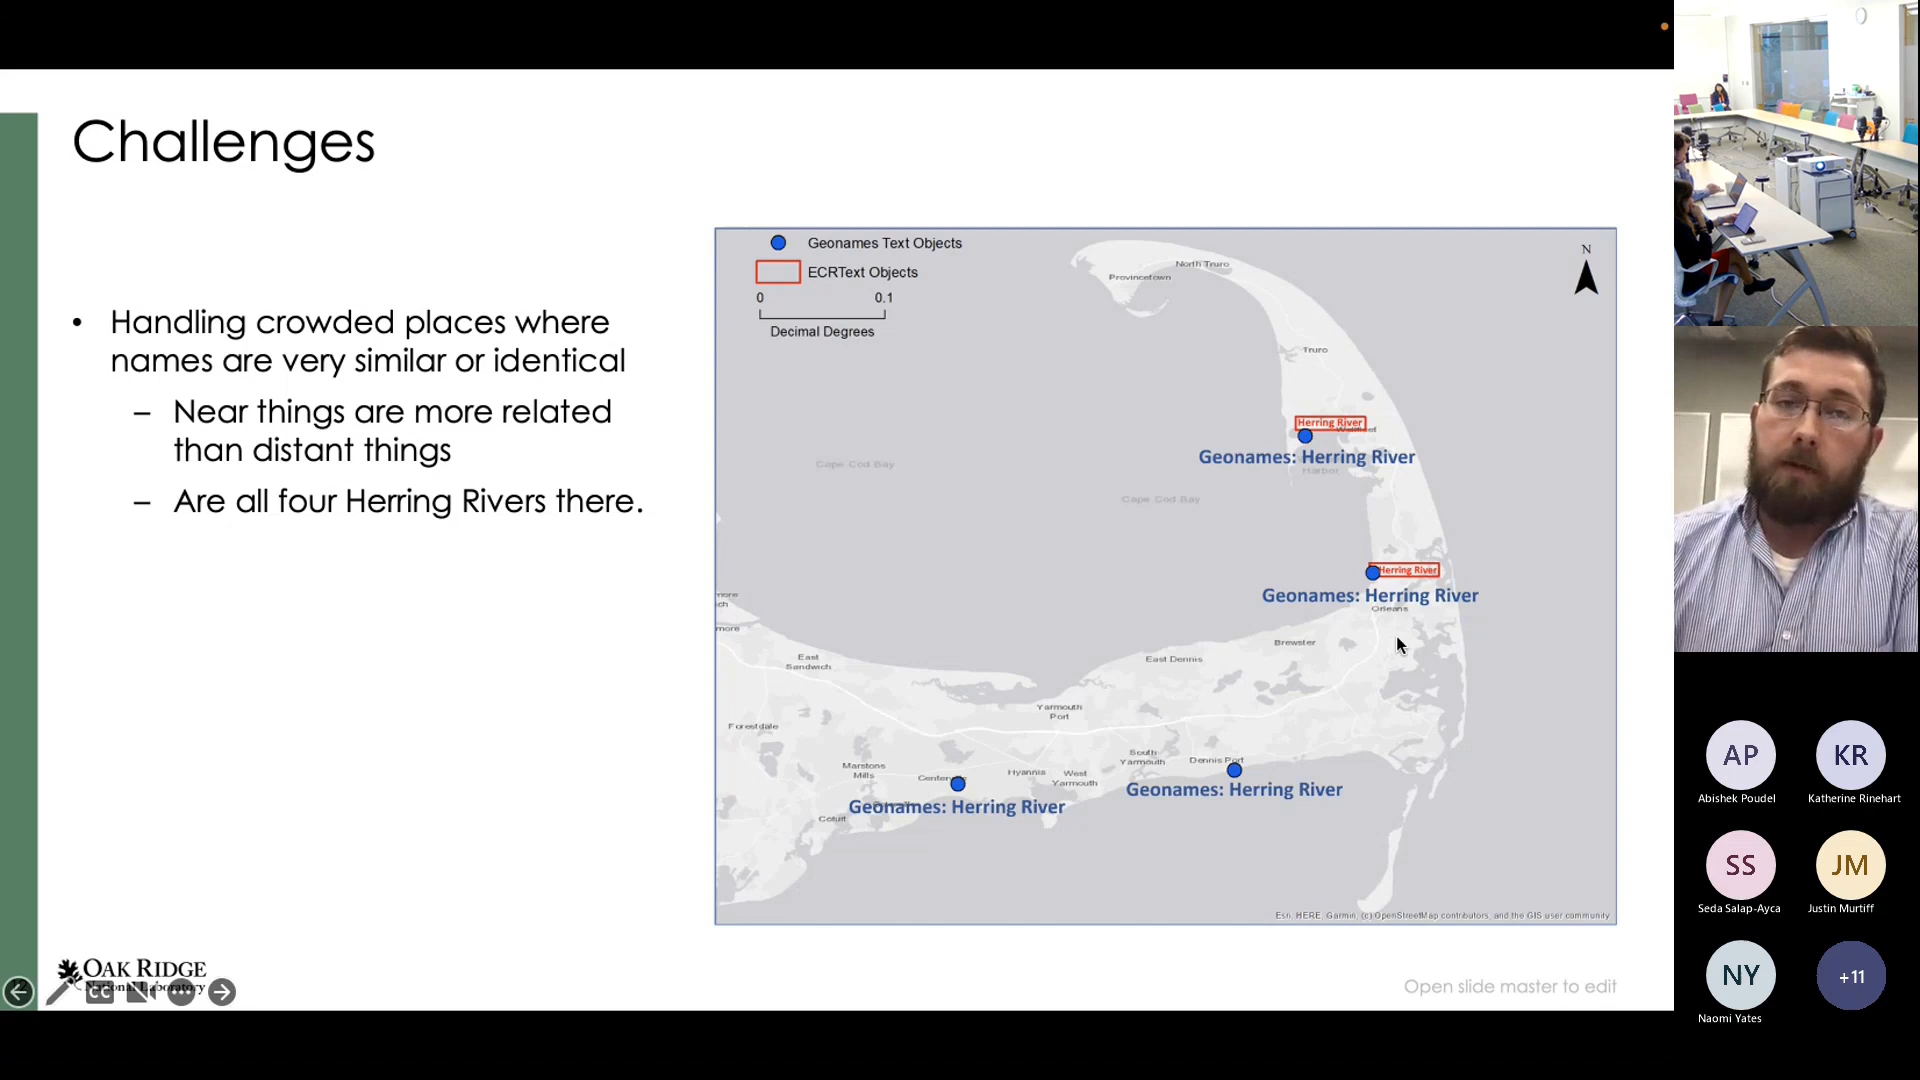 Challenges
• Handling crowded places where
names are very similar or identical
– Near things are more related
than distant things
– Are all four Herring Rivers there.
Geonames Text Objects
ECRText Objects
0 0.1
Decimal Degrees
N
North Truro
Provincetown
Truro
Herring River
Geonames: Herring River
Harbor
Cape Cod Bay
Cape Cod Bay
Herring River
Geonames: Herring River
Orleans
Brewster
East Dennis
East
Sandwich
more
Yarmouth
Port
Forestdale
South
Yarmouth
Dennis Port
Marstons
Mills
Hyannis
West
Yarmouth
Geonames: Herring River
Geonames: Herring River
Cotuit
Esri, HERE, Garmin, (c) OpenStreetMap contributors, and the GIS user community
OAK RIDGE
National Laboratory
CC
Open slide master to edit
AP
KR
Abishek Poudel
Katherine Rinehart
SS
JM
Seda Salap-Ayca
Justin Murtiff
NY
+11
Naomi Yates